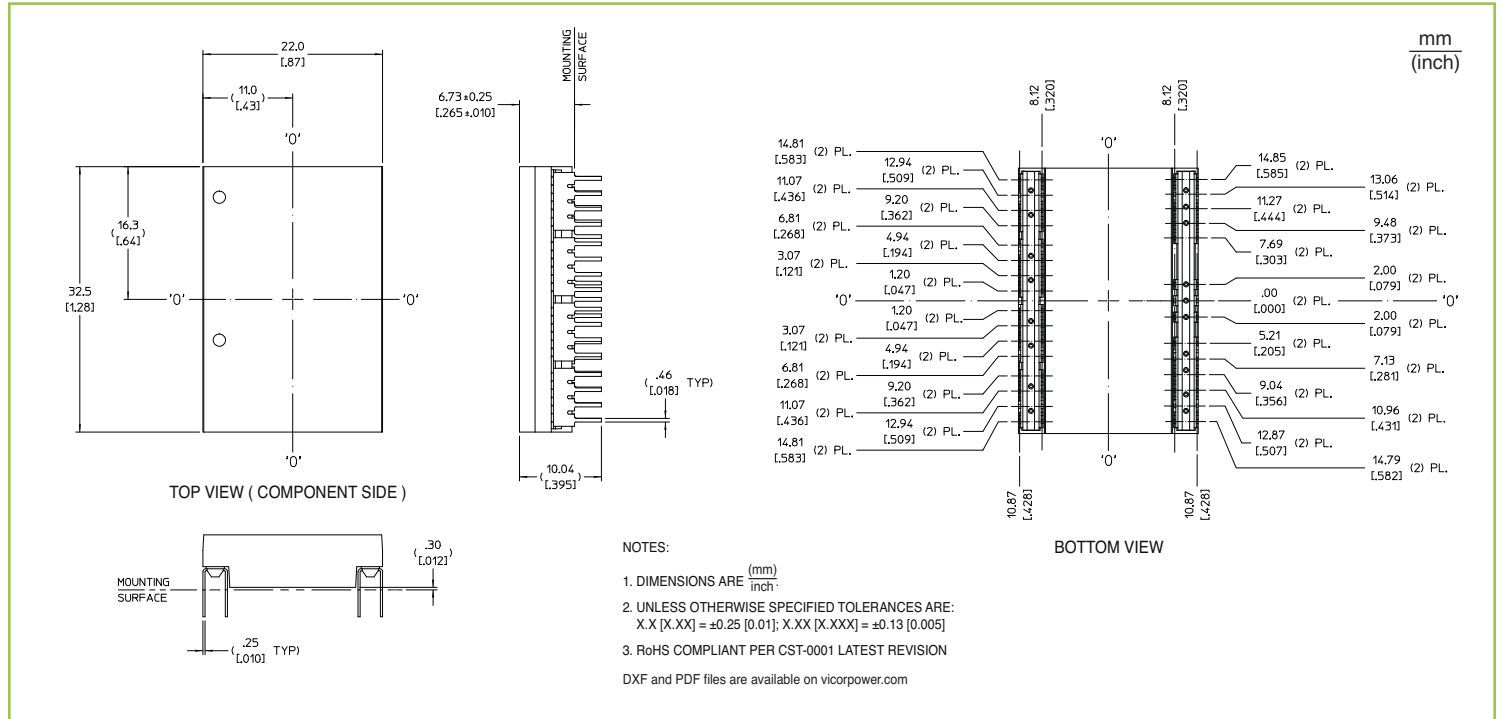 mm
(inch)
22.0
[.87]
( 11.0
[.43] )
'0'
( 16.3
[.64] )
32.5
[1.28]
'0'
'0'
'0'
TOP VIEW ( COMPONENT SIDE )
MOUNTING
SURFACE
6.73±0.25
[.265±.010]
( .46
[.018] TYP)
( 10.04
[.395] )
MOUNTING
SURFACE
( .30
[.012] )
( .25
[.010] TYP)
8.12
[.320]
8.12
[.320]
'0'
14.81
[.583] (2) PL.
12.94
[.509] (2) PL.
11.07
[.436] (2) PL.
9.20
[.362] (2) PL.
6.81
[.268] (2) PL.
4.94
[.194] (2) PL.
3.07
[.121] (2) PL.
1.20
[.047] (2) PL.
'0'
1.20
[.047] (2) PL.
3.07
[.121] (2) PL.
4.94
[.194] (2) PL.
6.81
[.268] (2) PL.
9.20
[.362] (2) PL.
11.07
[.436] (2) PL.
12.94
[.509] (2) PL.
14.81
[.583] (2) PL.
14.85
[.585] (2) PL.
13.06
[.514] (2) PL.
11.27
[.444] (2) PL.
9.48
[.373] (2) PL.
7.69
[.303] (2) PL.
2.00
[.079] (2) PL.
.00
[.000] (2) PL.
'0'
2.00
[.079] (2) PL.
5.21
[.205] (2) PL.
7.13
[.281] (2) PL.
9.04
[.356] (2) PL.
10.96
[.431] (2) PL.
12.87
[.507] (2) PL.
14.79
[.582] (2) PL.
'0'
10.87
[.428]
10.87
[.428]
BOTTOM VIEW
NOTES:
1. DIMENSIONS ARE (mm)
inch.
2. UNLESS OTHERWISE SPECIFIED TOLERANCES ARE:
X.X [X.XX] = ±0.25 [0.01]; X.XX [X.XXX] = ±0.13 [0.005]
3. RoHS COMPLIANT PER CST-0001 LATEST REVISION
DXF and PDF files are available on vicorpower.com